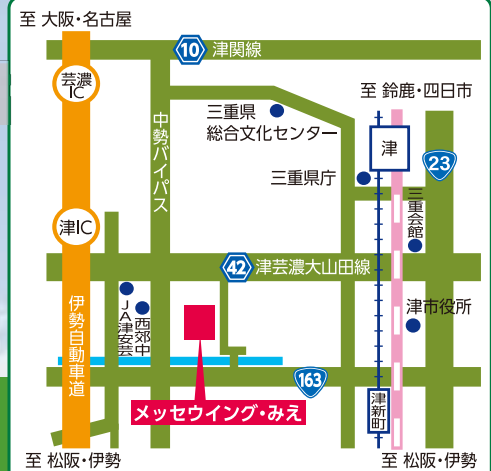 至 大阪・名古屋
10 津関線
芸濃
IC
至 鈴鹿・四日市
三重県
総合文化センター
中勢バイパス
津
23
三重県庁
三重会館
津IC
42 津芸濃大山田線
伊勢自動車道
JA津安芸
西郊中
津市役所
163
津新町
メッセウイング・みえ
至 松阪・伊勢
至 松阪・伊勢